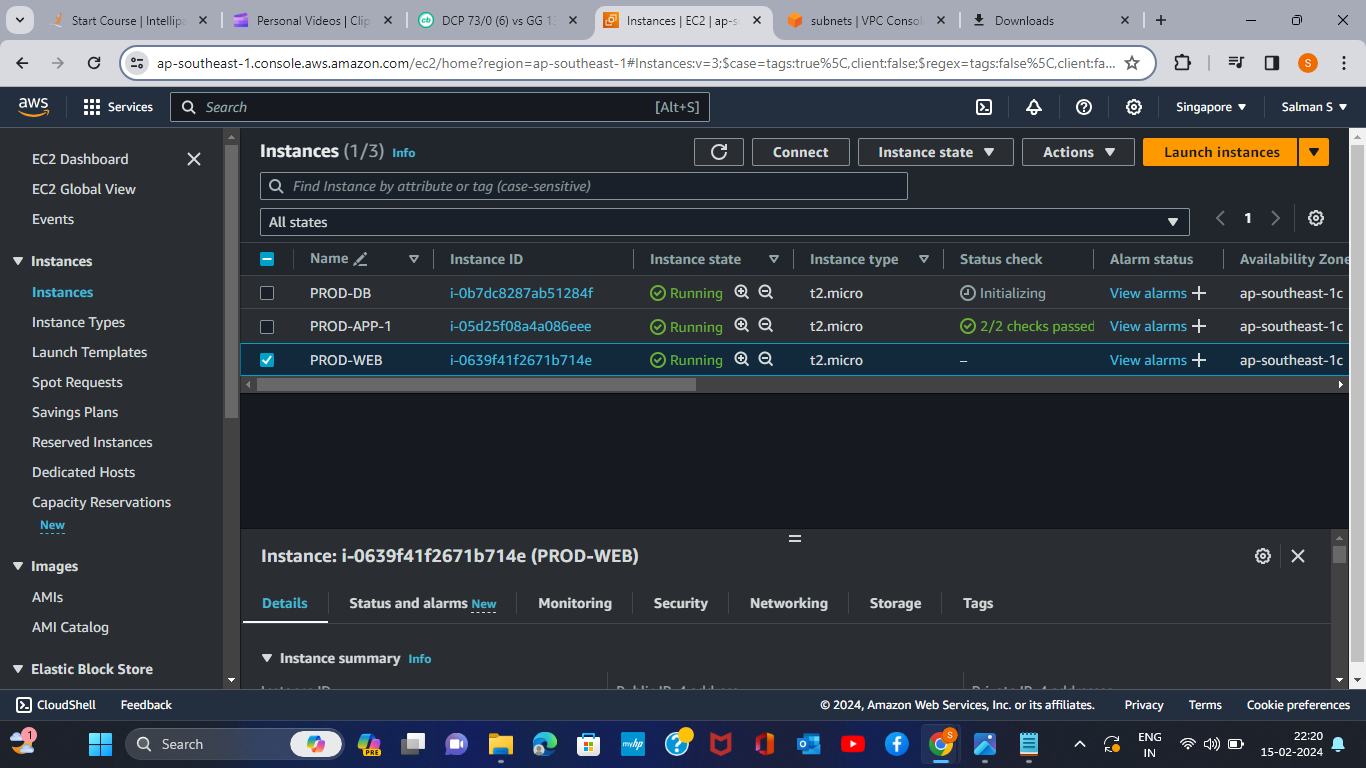 Start Course | Intellipa
Personal Videos | Clip
DCP 73/0 (6) vs GG 1
Instances | EC2 | ap-s
subnets | VPC Consol
Downloads
ap-southeast-1.console.aws.amazon.com/ec2/home?region=ap-southeast-1#Instances:v=3;$case=tags:true%5C,client:false;$regex=tags:false%5C,client:fa...
S
aws
Services
Search
[Alt+S]
Singapore
Salman S
EC2 Dashboard
EC2 Global View
Events
Instances
Instances
Instance Types
Launch Templates
Spot Requests
Savings Plans
Reserved Instances
Dedicated Hosts
Capacity Reservations
New
Images
AMIs
AMI Catalog
Elastic Block Store
Instances (1/3) Info
Connect
Instance state
Actions
Launch instances
Find Instance by attribute or tag (case-sensitive)
All states
1
Name Instance ID Instance state Instance type Status check Alarm status Availability Zone
PROD-DB i-0b7dc8287ab51284f Running t2.micro Initializing View alarms + ap-southeast-1c
PROD-APP-1 i-05d25f08a4a086eee Running t2.micro 2/2 checks passed View alarms + ap-southeast-1c
PROD-WEB i-0639f41f2671b714e Running t2.micro – View alarms + ap-southeast-1c
Instance: i-0639f41f2671b714e (PROD-WEB)
Details Status and alarms New Monitoring Security Networking Storage Tags
Instance summary Info
CloudShell Feedback © 2024, Amazon Web Services, Inc. or its affiliates. Privacy Terms Cookie preferences
1
Search
PRE
myhp
S
ENG
IN
22:20
15-02-2024